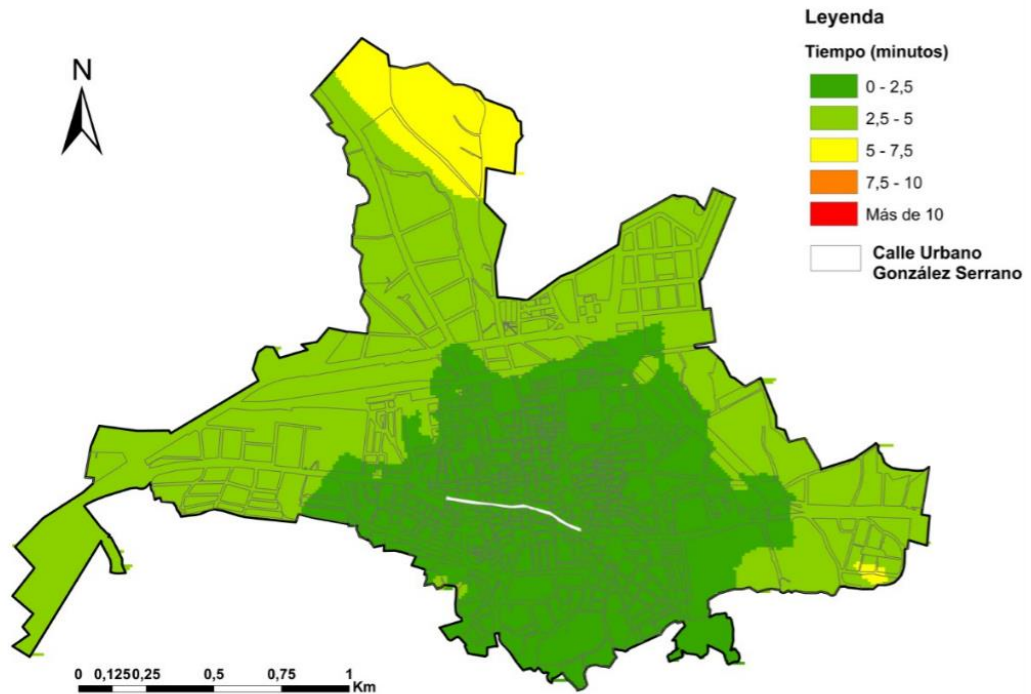 Leyenda
Tiempo (minutos)
0 - 2,5
2,5 - 5
5 - 7,5
7,5 - 10
Más de 10
Calle Urbano
González Serrano
N
0 0,125 0,25 0,5 0,75 1
Km